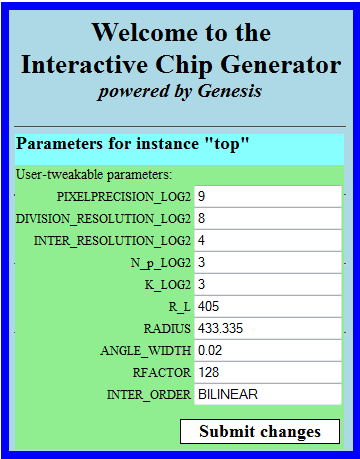 Welcome to the
Interactive Chip Generator
powered by Genesis
Parameters for instance "top"
User-tweakable parameters:
PIXELPRECISION_LOG2 9
DIVISION_RESOLUTION_LOG2 8
INTER_RESOLUTION_LOG2 4
N_p_LOG2 3
K_LOG2 3
R_L 405
RADIUS 433.335
ANGLE_WIDTH 0.02
RFACTOR 128
INTER_ORDER BILINEAR
Submit changes